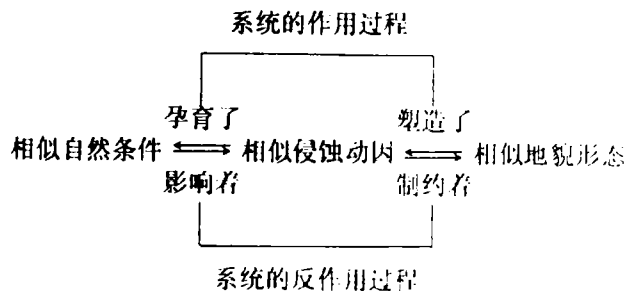 系统的作用过程
孕育了 塑造了
相似自然条件 相似侵蚀动因 相似地貌形态
影响着 制约着
系统的反作用过程